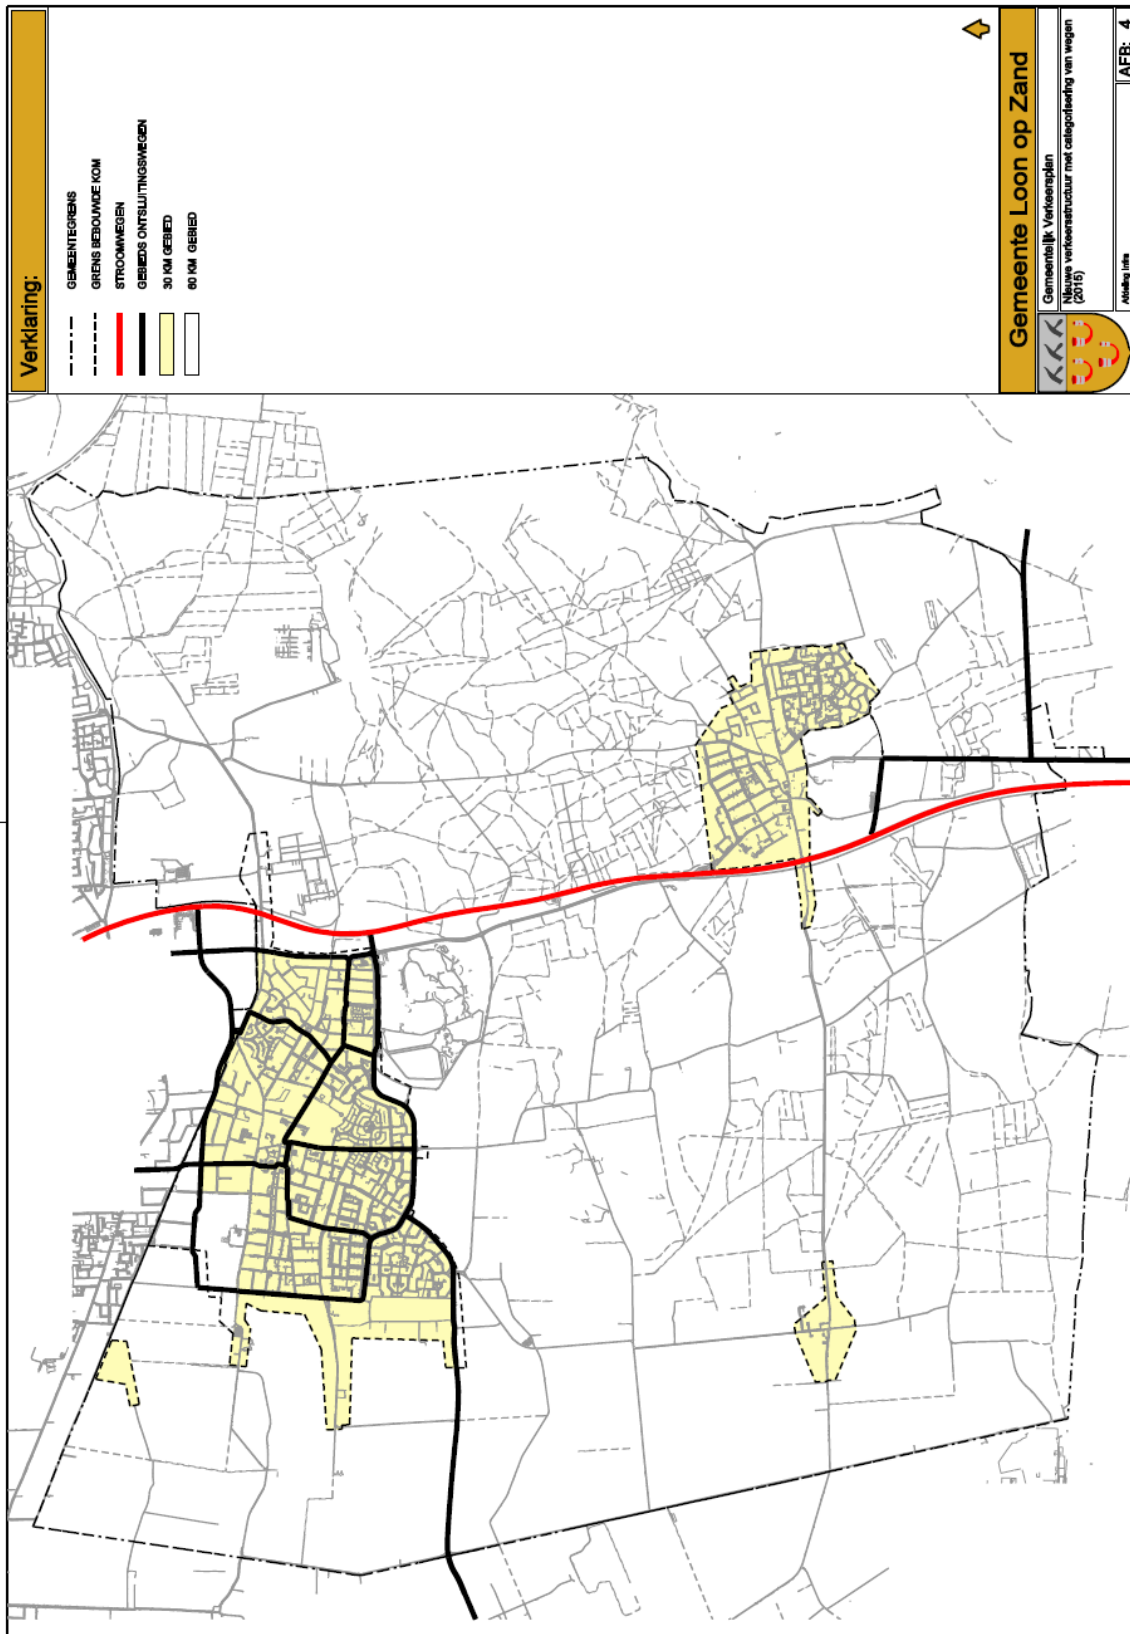 Verklaring:
GEMEENTEGRENS
GRENS BEBOUWDE KOM
STROOMWEGEN
GEBIEDS ONTSLUITINGSWEGEN
30 KM GEBIED
60 KM GEBIED
Gemeente Loon op Zand
Gemeentelijk Verkeersplan
Nieuwe verkeersstructuur met categorisering van wegen
(2015)
Afdeling Infra
AFB: 4